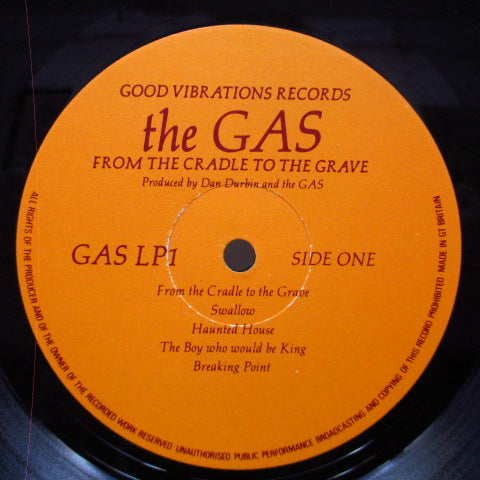 GOOD VIBRATIONS RECORDS
the GAS
FROM THE CRADLE TO THE GRAVE
Produced by Dan Durbin and the GAS
GAS LP1
SIDE ONE
From the Cradle to the Grave
Swallow
Haunted House
The Boy who would be King
Breaking Point
ALL RIGHTS OF THE PRODUCER AND OF THE OWNER OF THE RECORDED WORK RESERVED UNAUTHORISED PUBLIC PERFORMANCE BROADCASTING AND COPYING OF THIS RECORD PROHIBITED MADE IN GT BRITAIN